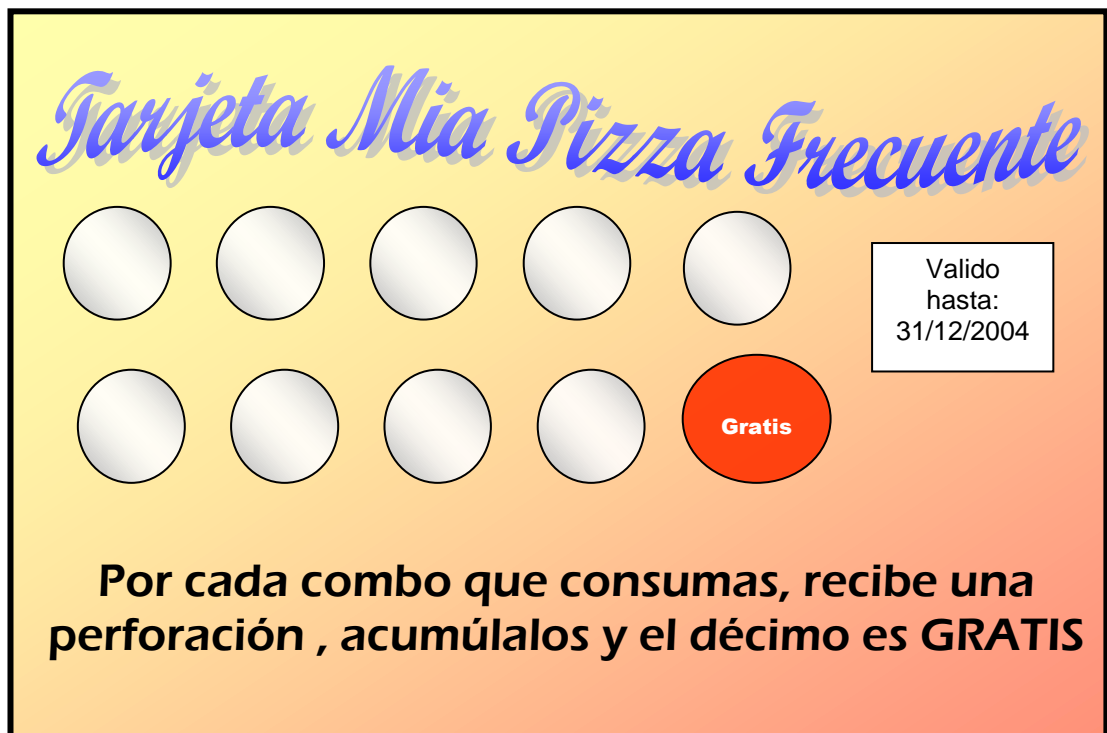 Tarjeta Mia Pizza Frecuente
Valido
hasta:
31/12/2004
Gratis
Por cada combo que consumas, recibe una
perforación , acumúlalos y el décimo es GRATIS